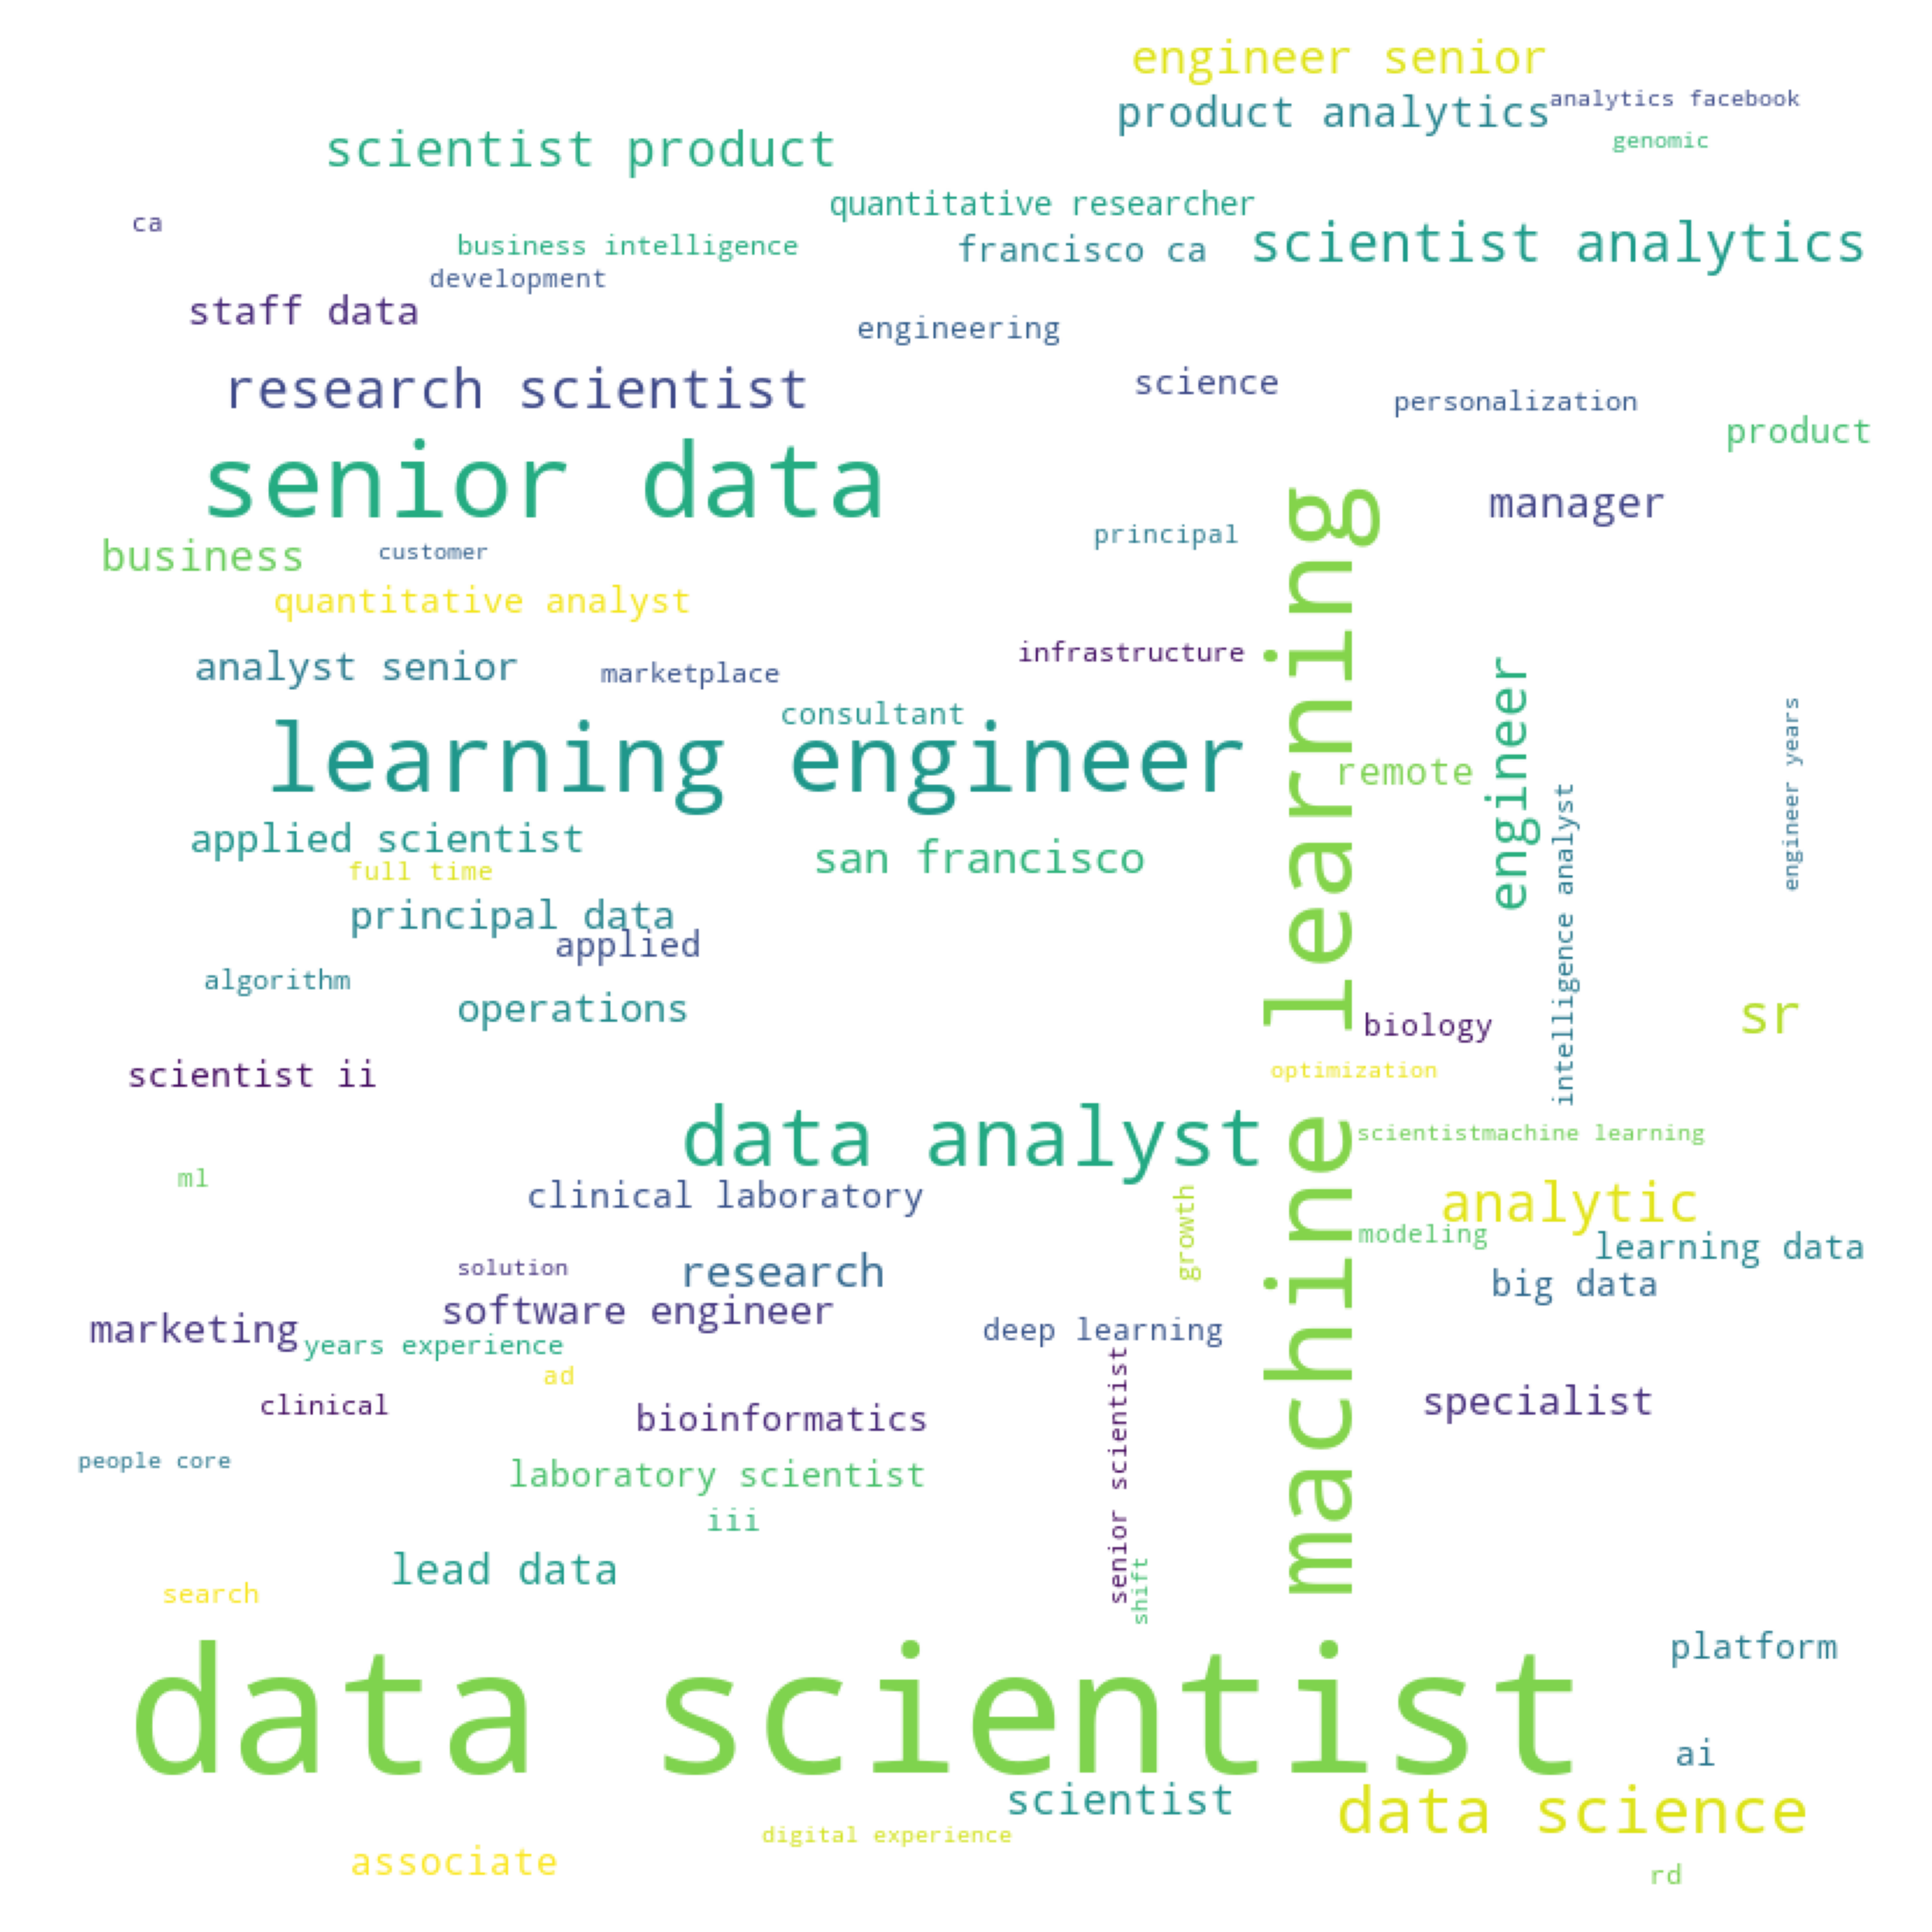 engineer senior
product analytics
analytics facebook
genomic
scientist product
quantitative researcher
ca
business intelligence
francisco ca
scientist analytics
development
staff data
engineering
research scientist
science
personalization
product
senior data
manager
principal
business
customer
quantitative analyst
infrastructure
analyst senior
marketplace
consultant
learning engineer
machine learning
remote
engineer
engineer years
intelligence analyst
applied scientist
san francisco
full time
principal data
applied
algorithm
operations
biology
sr
scientist ii
optimization
data analyst
scientistmachine learning
ml
clinical laboratory
growth
analytic
modeling
learning data
solution
research
big data
software engineer
marketing
years experience
deep learning
ad
clinical
bioinformatics
senior scientist
specialist
people core
laboratory scientist
iii
lead data
shift
search
platform
data scientist
ai
scientist
data science
digital experience
associate
rd